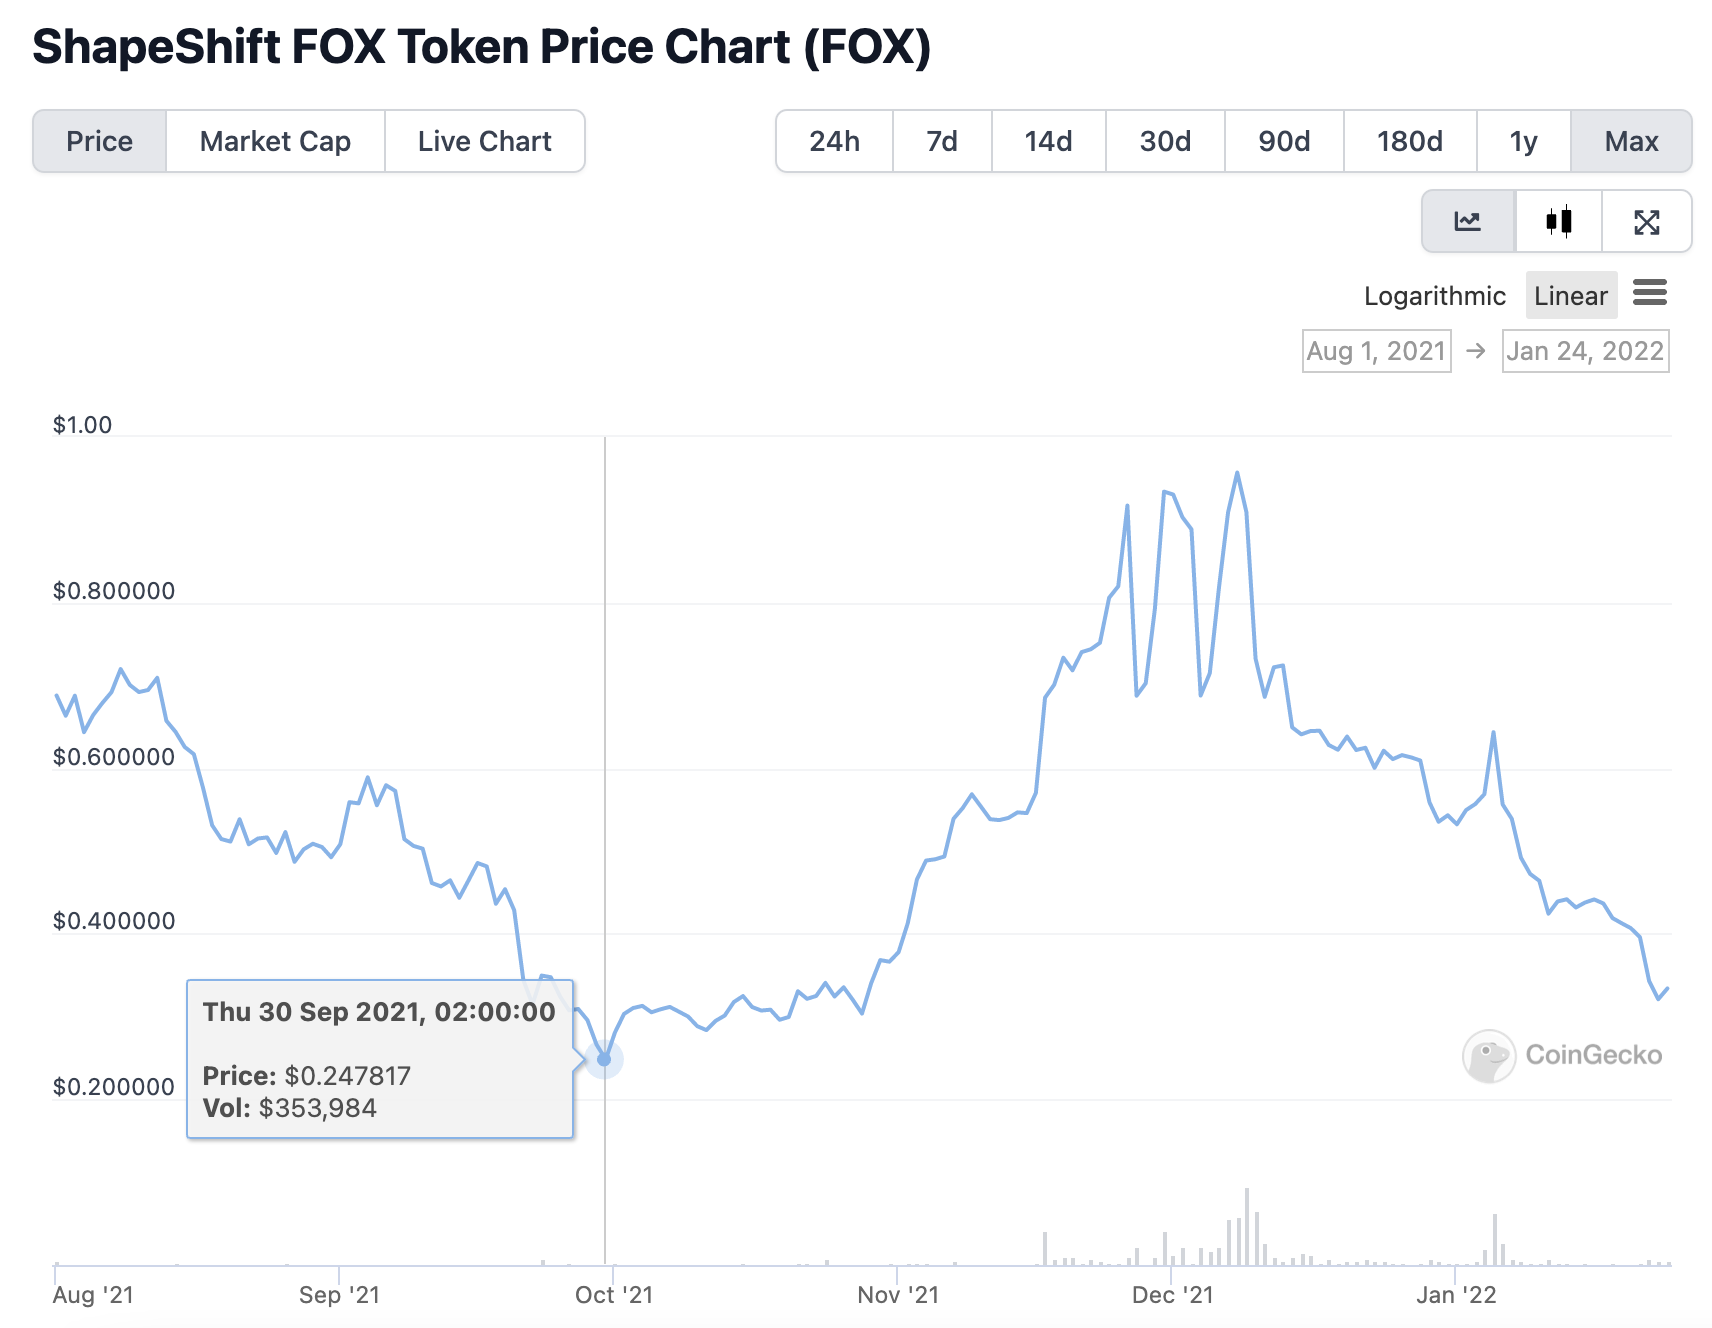 ShapeShift FOX Token Price Chart (FOX)
Price Market Cap Live Chart 24h 7d 14d 30d 90d 180d 1y Max
Logarithmic Linear
Aug 1, 2021 → Jan 24, 2022
$1.00
$0.800000
$0.600000
$0.400000
$0.200000
Thu 30 Sep 2021, 02:00:00
Price: $0.247817
Vol: $353,984
CoinGecko
Aug '21 Sep '21 Oct '21 Nov '21 Dec '21 Jan '22